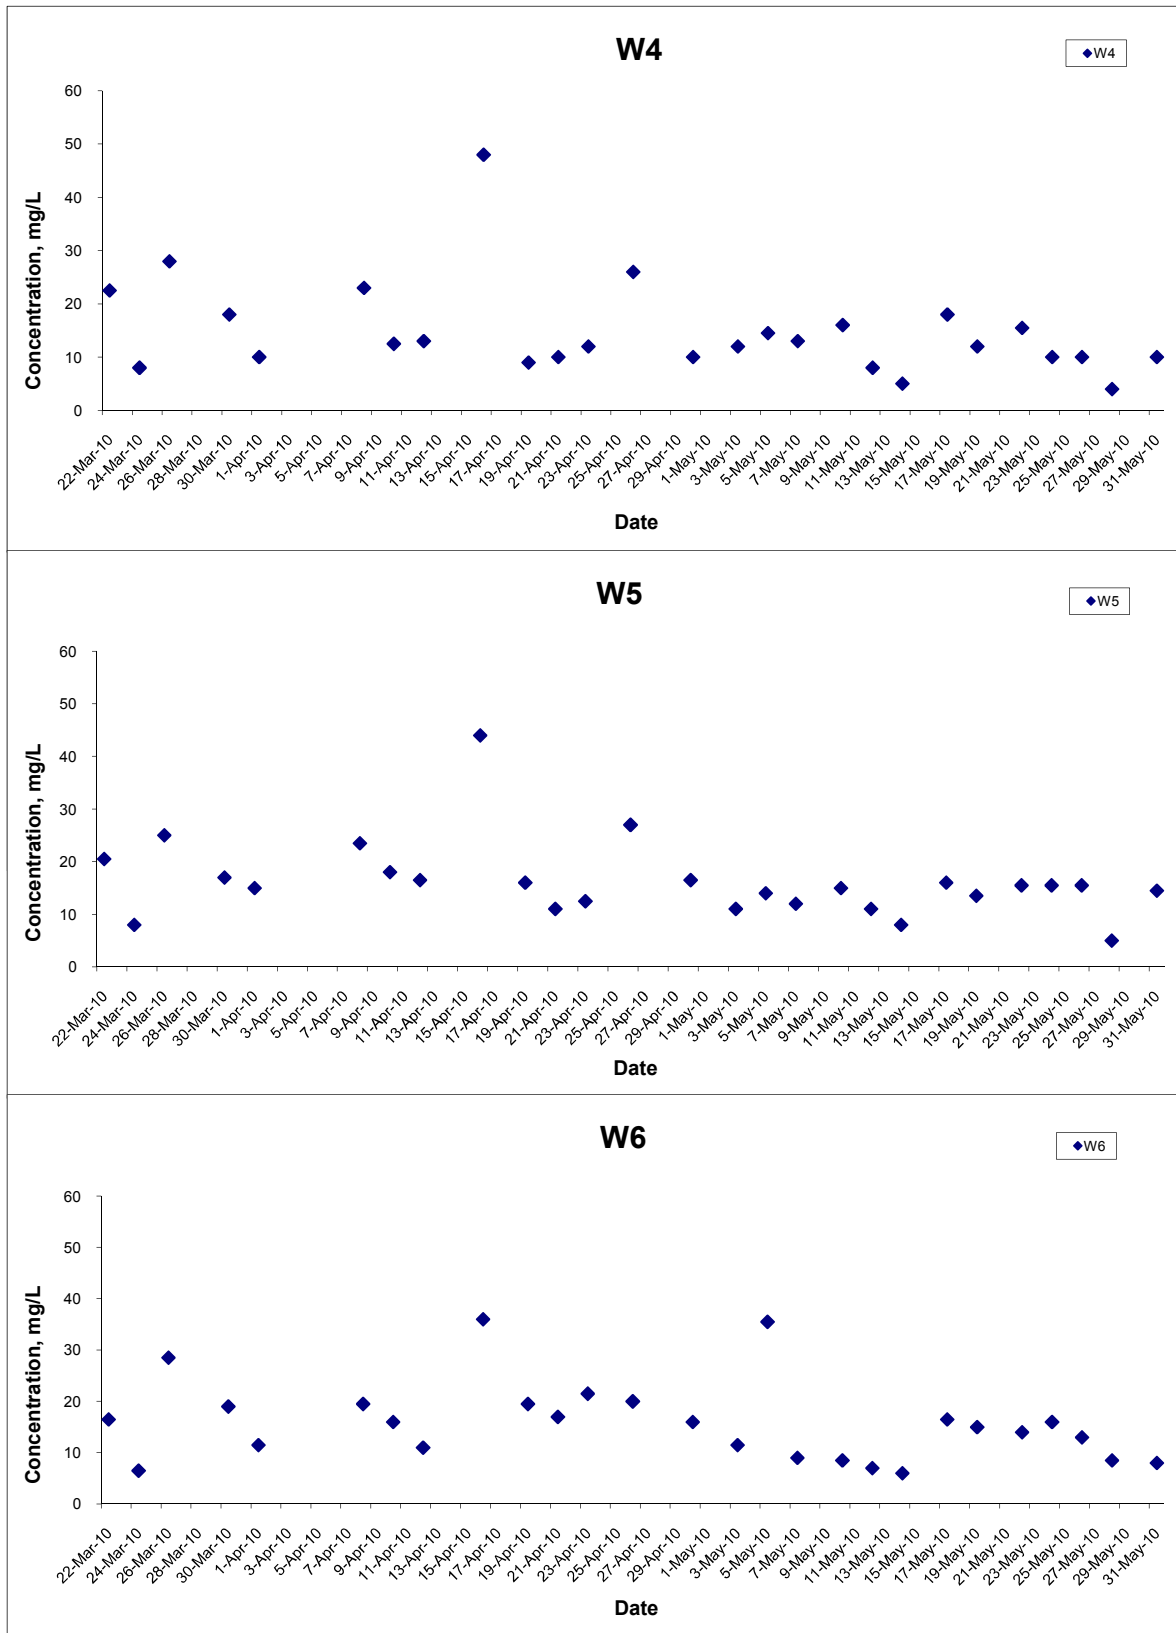 W4
W4
60
50
40
30
20
10
0
Concentration, mg/L
22-Mar-10 24-Mar-10 26-Mar-10 28-Mar-10 30-Mar-10 1-Apr-10 3-Apr-10 5-Apr-10 7-Apr-10 9-Apr-10 11-Apr-10 13-Apr-10 15-Apr-10 17-Apr-10 19-Apr-10 21-Apr-10 23-Apr-10 25-Apr-10 27-Apr-10 29-Apr-10 1-May-10 3-May-10 5-May-10 7-May-10 9-May-10 11-May-10 13-May-10 15-May-10 17-May-10 19-May-10 21-May-10 23-May-10 25-May-10 27-May-10 29-May-10 31-May-10
Date
W5
W5
60
50
40
30
20
10
0
Concentration, mg/L
22-Mar-10 24-Mar-10 26-Mar-10 28-Mar-10 30-Mar-10 1-Apr-10 3-Apr-10 5-Apr-10 7-Apr-10 9-Apr-10 11-Apr-10 13-Apr-10 15-Apr-10 17-Apr-10 19-Apr-10 21-Apr-10 23-Apr-10 25-Apr-10 27-Apr-10 29-Apr-10 1-May-10 3-May-10 5-May-10 7-May-10 9-May-10 11-May-10 13-May-10 15-May-10 17-May-10 19-May-10 21-May-10 23-May-10 25-May-10 27-May-10 29-May-10 31-May-10
Date
W6
W6
60
50
40
30
20
10
0
Concentration, mg/L
22-Mar-10 24-Mar-10 26-Mar-10 28-Mar-10 30-Mar-10 1-Apr-10 3-Apr-10 5-Apr-10 7-Apr-10 9-Apr-10 11-Apr-10 13-Apr-10 15-Apr-10 17-Apr-10 19-Apr-10 21-Apr-10 23-Apr-10 25-Apr-10 27-Apr-10 29-Apr-10 1-May-10 3-May-10 5-May-10 7-May-10 9-May-10 11-May-10 13-May-10 15-May-10 17-May-10 19-May-10 21-May-10 23-May-10 25-May-10 27-May-10 29-May-10 31-May-10
Date